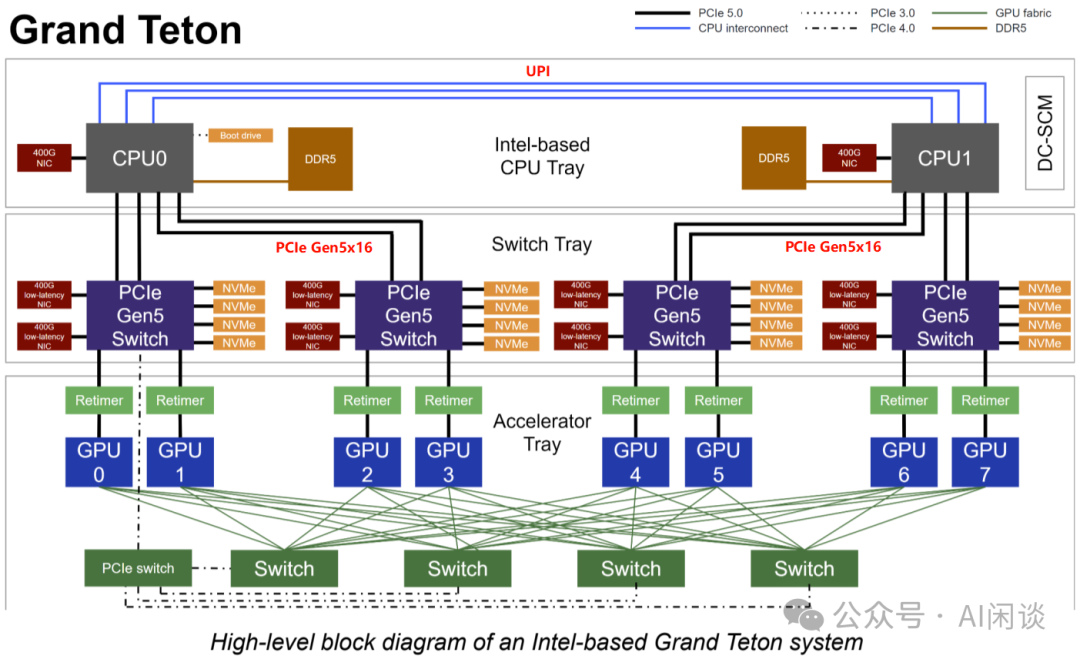 Grand Teton
PCIe 5.0
PCIe 3.0
GPU fabric
CPU interconnect
PCIe 4.0
DDR5
UPI
400G
NIC
CPU0
Boot drive
DDR5
Intel-based
CPU Tray
DDR5
400G
NIC
CPU1
DC-SCM
Switch Tray
PCIe Gen5x16
PCIe Gen5x16
400G
low-latency
NIC
400G
low-latency
NIC
PCIe
Gen5
Switch
NVMe
NVMe
NVMe
NVMe
400G
low-latency
NIC
400G
low-latency
NIC
PCIe
Gen5
Switch
NVMe
NVMe
NVMe
NVMe
400G
low-latency
NIC
400G
low-latency
NIC
PCIe
Gen5
Switch
NVMe
NVMe
NVMe
NVMe
400G
low-latency
NIC
400G
low-latency
NIC
PCIe
Gen5
Switch
NVMe
NVMe
NVMe
NVMe
Retimer
Retimer
Retimer
Retimer
Accelerator
Tray
Retimer
Retimer
Retimer
Retimer
GPU
0
GPU
1
GPU
2
GPU
3
GPU
4
GPU
5
GPU
6
GPU
7
PCIe switch
Switch
Switch
Switch
Switch
公众号 · AI闲谈
High-level block diagram of an Intel-based Grand Teton system